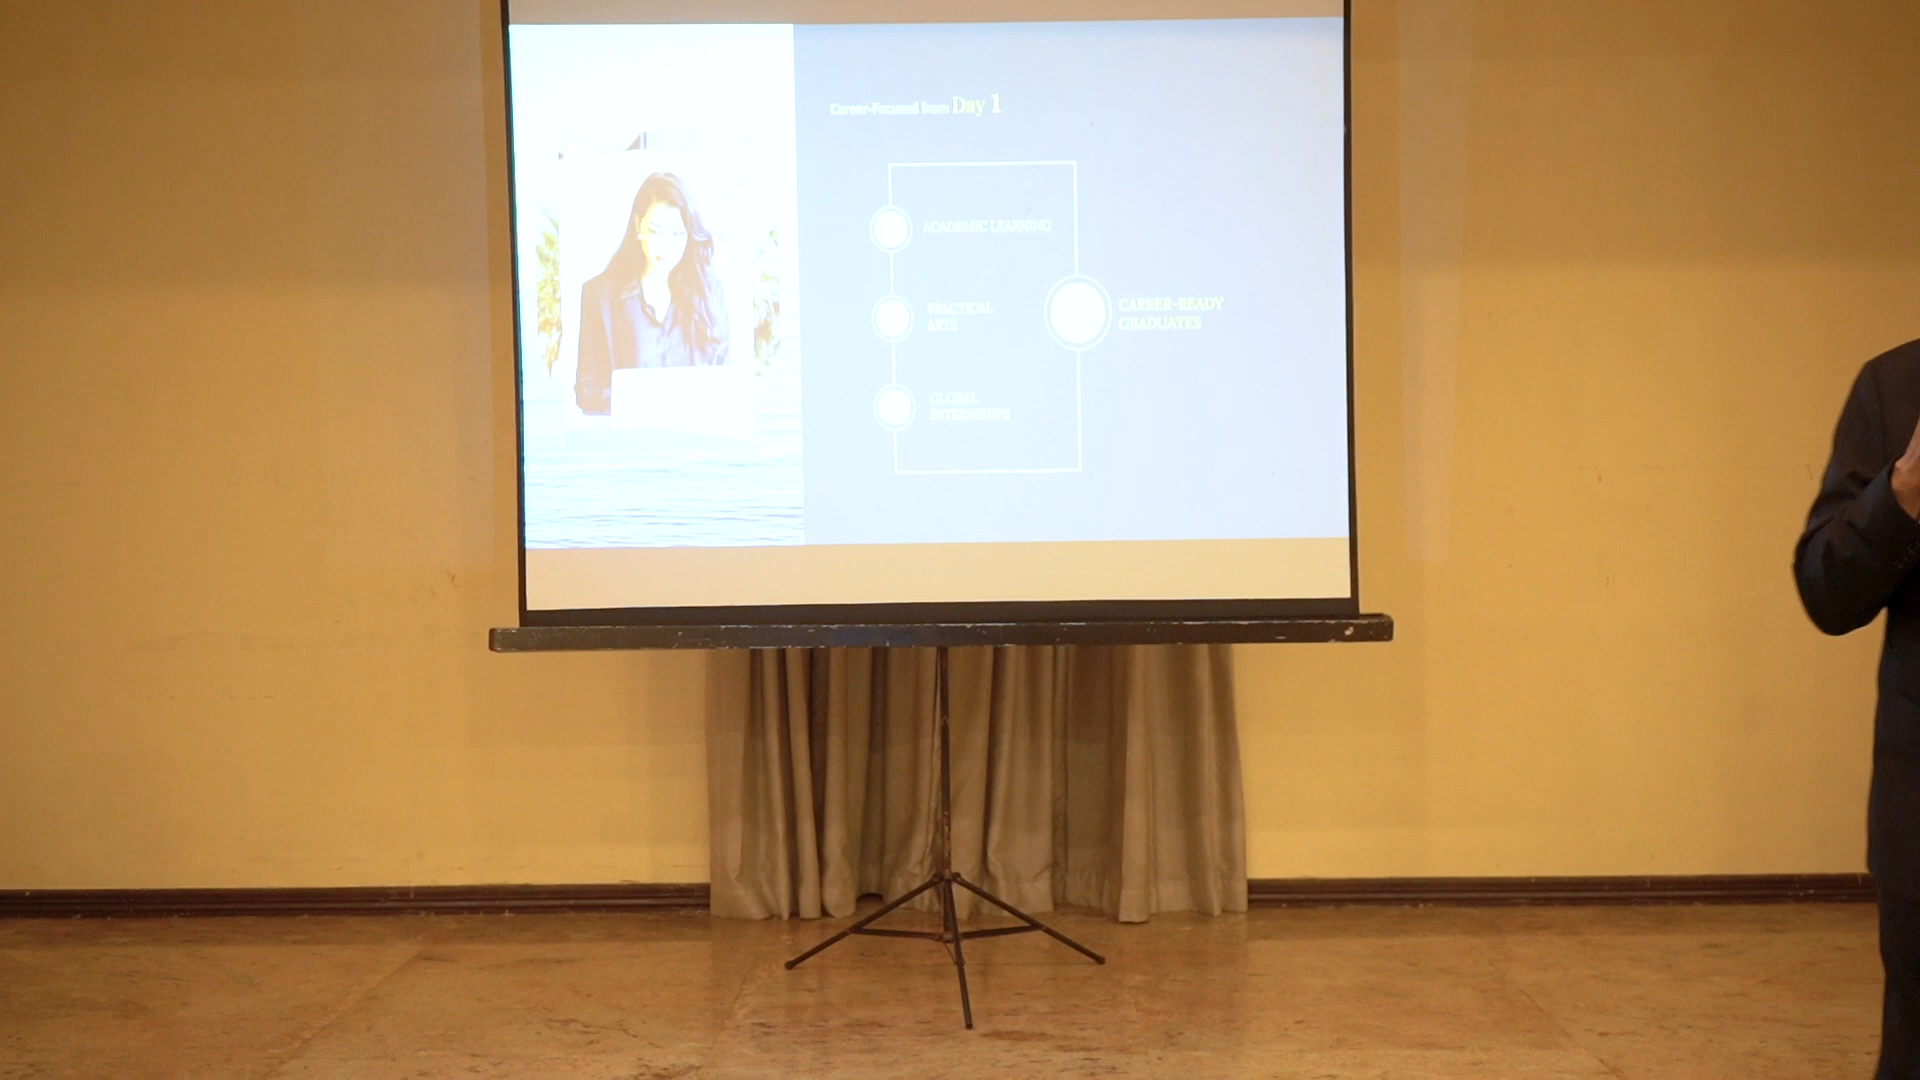 Career-Focused from Day 1
ACADEMIC LEARNING
PRACTICAL
ARTS
GLOBAL
INTERNSHIPS
CAREER-READY
GRADUATES